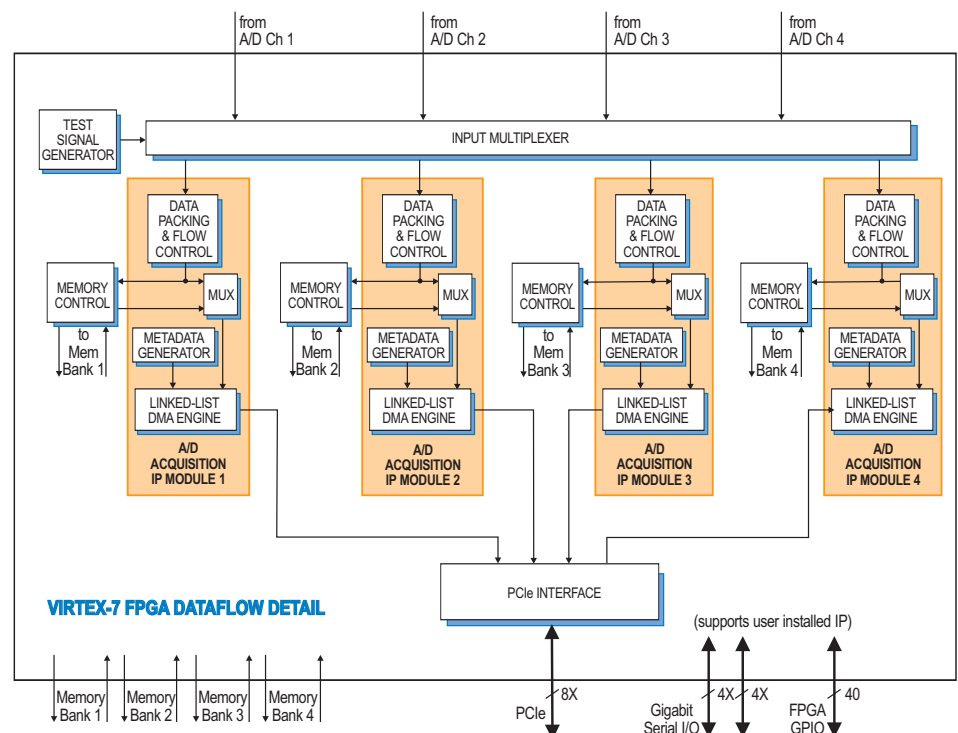 from
A/D Ch 1
from
A/D Ch 2
from
A/D Ch 3
from
A/D Ch 4
TEST
SIGNAL
GENERATOR
INPUT MULTIPLEXER
DATA
PACKING
& FLOW
CONTROL
DATA
PACKING
& FLOW
CONTROL
DATA
PACKING
& FLOW
CONTROL
DATA
PACKING
& FLOW
CONTROL
MEMORY
CONTROL
MUX
MEMORY
CONTROL
MUX
MEMORY
CONTROL
MUX
MEMORY
CONTROL
MUX
to
Mem
Bank 1
METADATA
GENERATOR
to
Mem
Bank 2
METADATA
GENERATOR
to
Mem
Bank 3
METADATA
GENERATOR
to
Mem
Bank 4
METADATA
GENERATOR
LINKED-LIST
DMA ENGINE
LINKED-LIST
DMA ENGINE
LINKED-LIST
DMA ENGINE
LINKED-LIST
DMA ENGINE
A/D
ACQUISITION
IP MODULE 1
A/D
ACQUISITION
IP MODULE 2
A/D
ACQUISITION
IP MODULE 3
A/D
ACQUISITION
IP MODULE 4
PCIe INTERFACE
VIRTEX-7 FPGA DATAFLOW DETAIL
(supports user installed IP)
Memory
Bank 1
Memory
Bank 2
Memory
Bank 3
Memory
Bank 4
8X
PCIe
4X
4X
Gigabit
Serial I/O
40
FPGA
GPIO